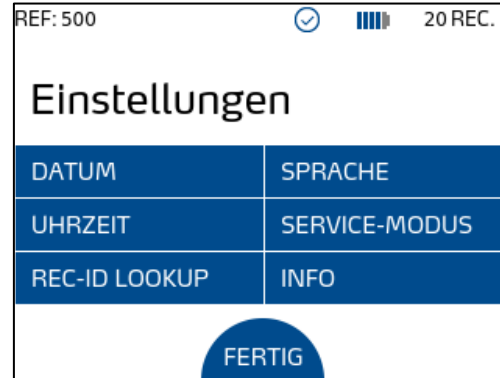 REF: 500 20 REC.
Einstellungen
DATUM SPRACHE
UHRZEIT SERVICE-MODUS
REC-ID LOOKUP INFO
FERTIG